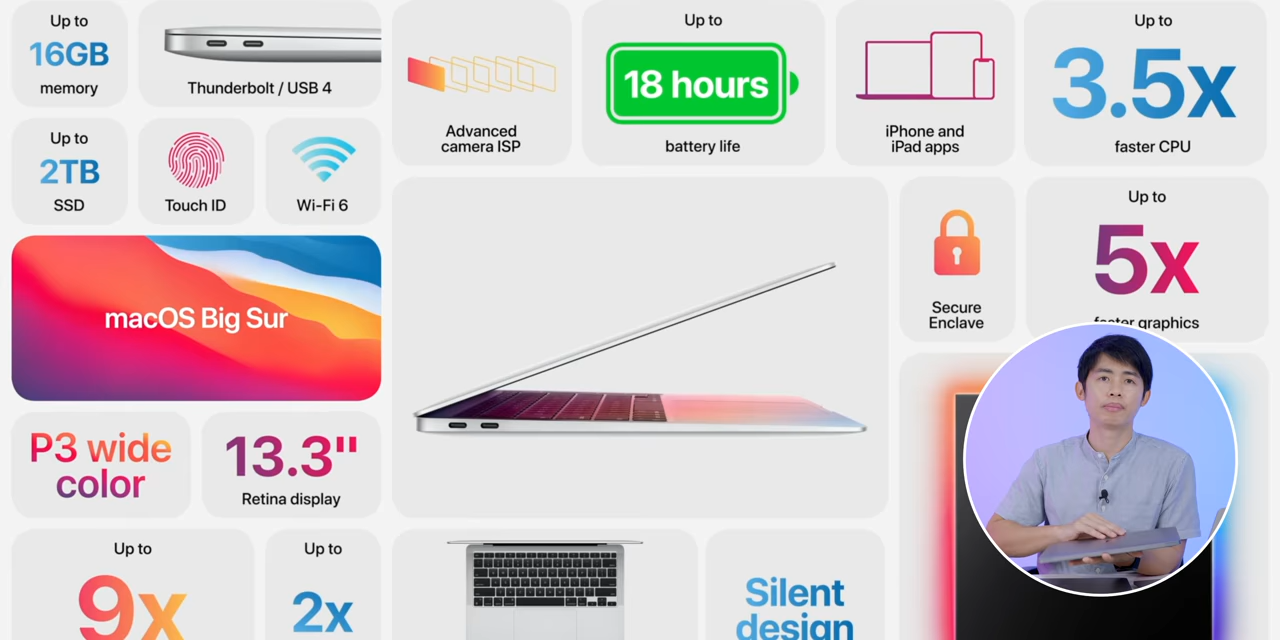 Up to
16GB
memory
Thunderbolt / USB 4
Up to
2TB
SSD
Touch ID
Wi-Fi 6
macOS Big Sur
P3 wide
color
13.3"
Retina display
Up to
9x
Up to
2x
Advanced
camera ISP
Up to
18 hours
battery life
iPhone and
iPad apps
Up to
3.5x
faster CPU
Secure
Enclave
Up to
5x
faster graphics
Silent
design